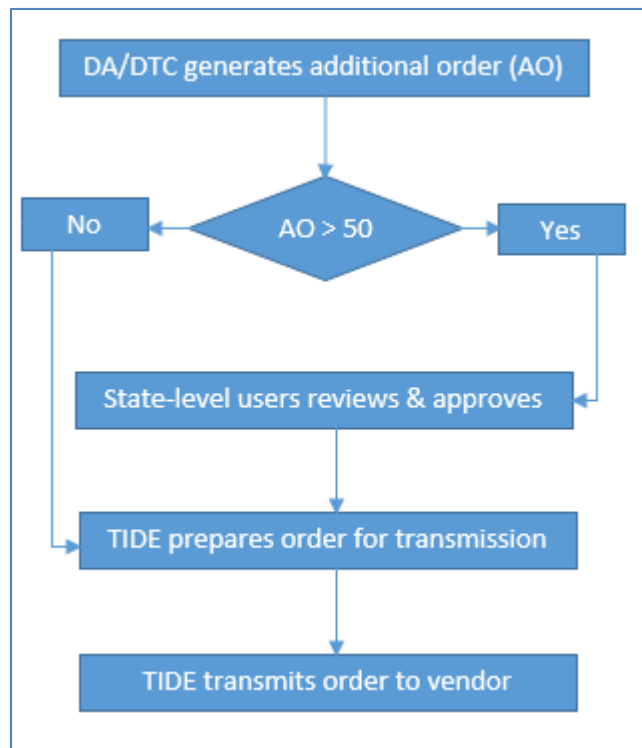 DA/DTC generates additional order (AO)
No
AO > 50
Yes
State-level users reviews & approves
TIDE prepares order for transmission
TIDE transmits order to vendor